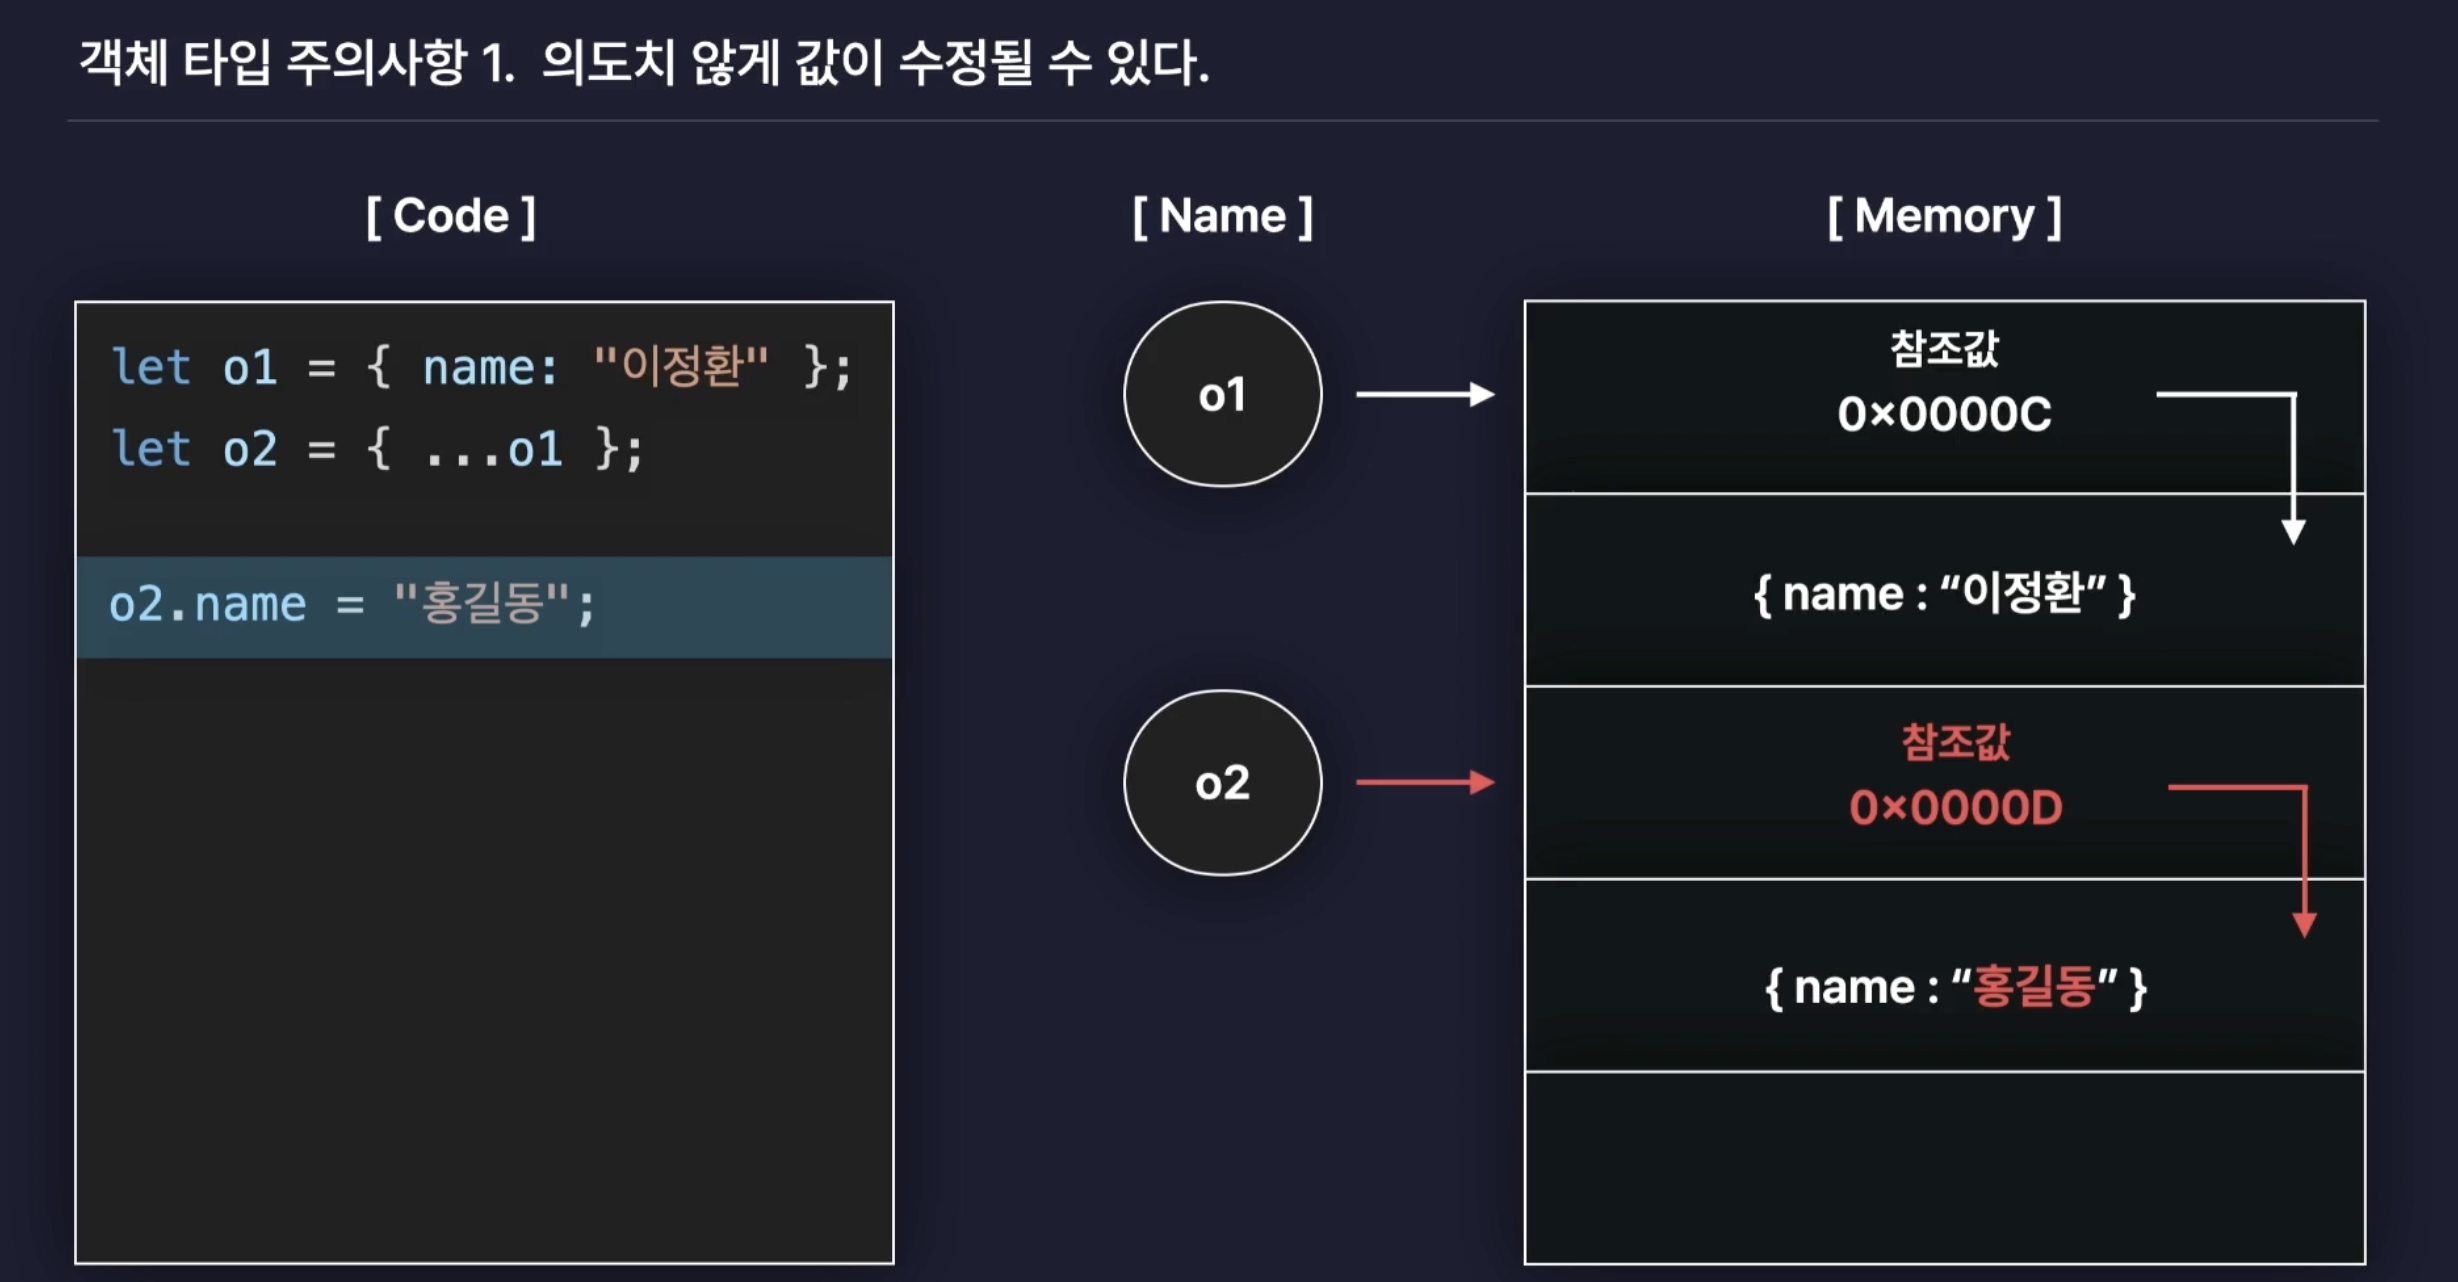 객체 타입 주의사항 1. 의도치 않게 값이 수정될 수 있다.
[ Code ]
let o1 = { name: "이정환" };
let o2 = { ...o1 };
o2.name = "홍길동";
[ Name ]
o1
o2
[ Memory ]
참조값
0×0000C
{ name : “이정환” }
참조값
0×0000D
{ name : “홍길동” }